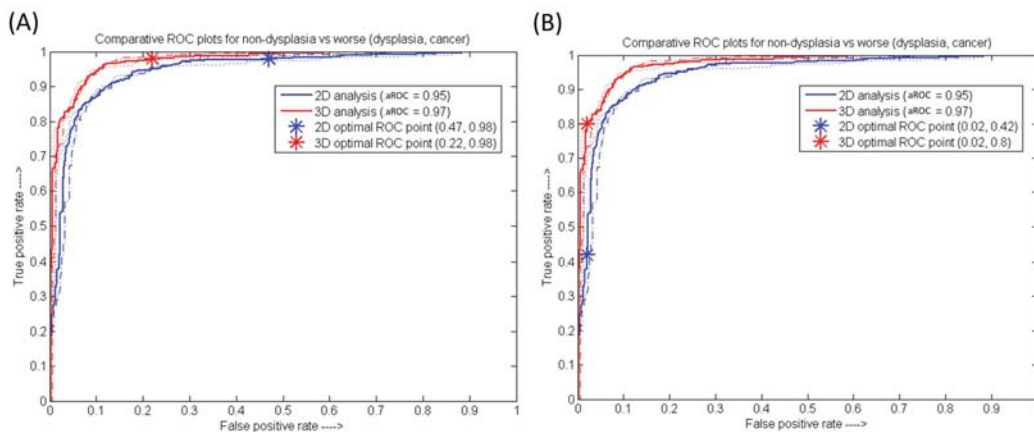 (A)
Comparative ROC plots for non-dysplasia vs worse (dysplasia, cancer)
1
0.9
0.8
0.7
0.6
0.5
0.4
0.3
0.2
0.1
0
True positive rate ---->
2D analysis (aROC = 0.95)
3D analysis (aROC = 0.97)
2D optimal ROC point (0.47, 0.98)
3D optimal ROC point (0.22, 0.98)
0 0.1 0.2 0.3 0.4 0.5 0.6 0.7 0.8 0.9 1
False positive rate ---->
(B)
Comparative ROC plots for non-dysplasia vs worse (dysplasia, cancer)
1
0.9
0.8
0.7
0.6
0.5
0.4
0.3
0.2
0.1
0
True positive rate ---->
2D analysis (aROC = 0.95)
3D analysis (aROC = 0.97)
2D optimal ROC point (0.02, 0.42)
3D optimal ROC point (0.02, 0.8)
0 0.1 0.2 0.3 0.4 0.5 0.6 0.7 0.8 0.9 1
False positive rate ---->